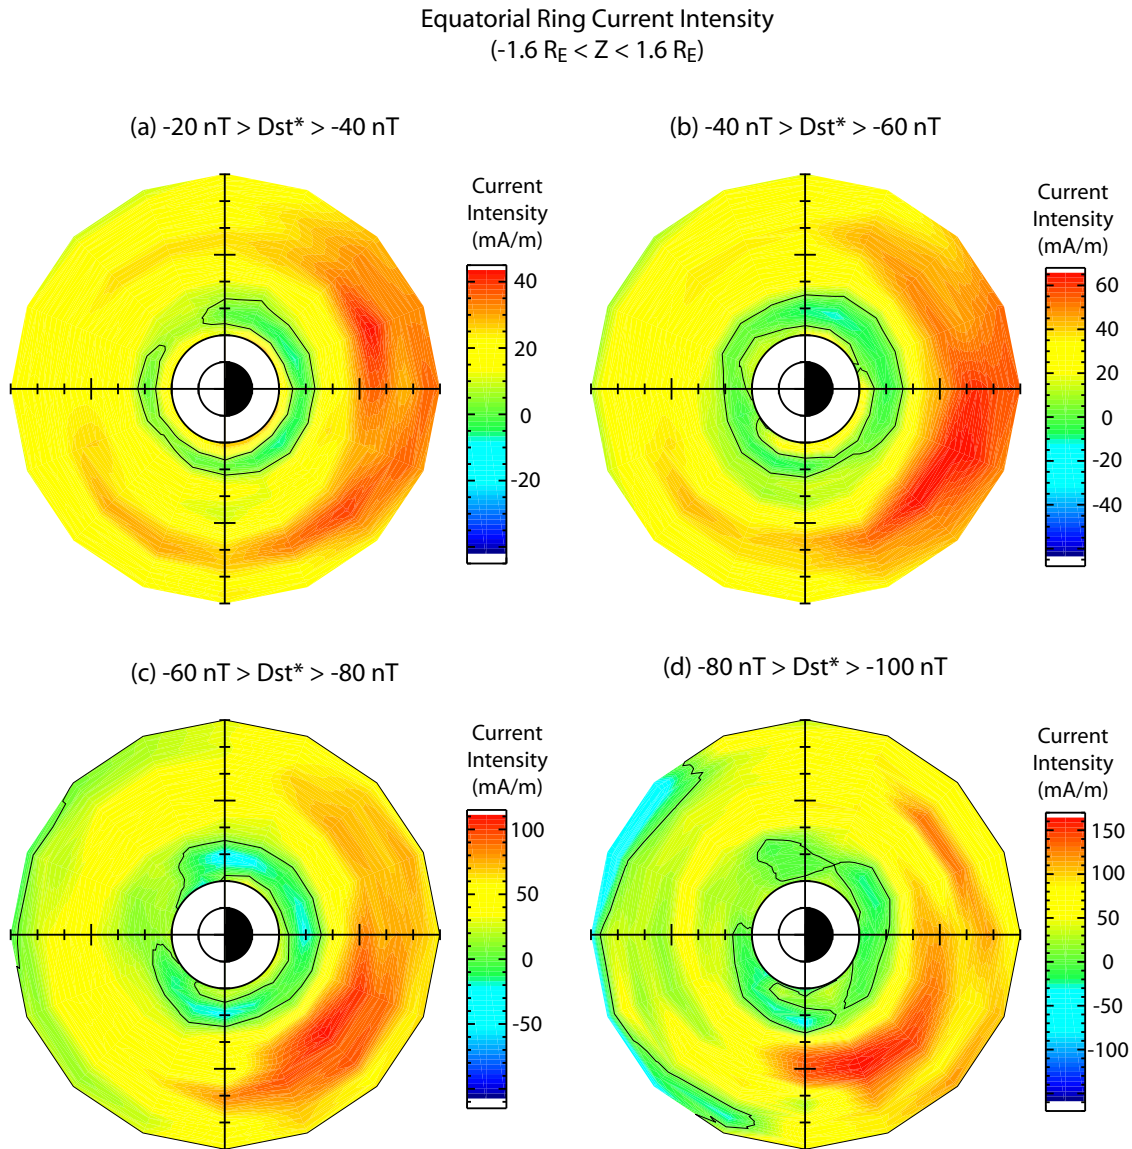 Equatorial Ring Current Intensity
(-1.6 R_E < Z < 1.6 R_E)
(a) -20 nT > Dst* > -40 nT
(b) -40 nT > Dst* > -60 nT
Current
Intensity
(mA/m)
40
20
0
-20
Current
Intensity
(mA/m)
60
40
20
0
-20
-40
(c) -60 nT > Dst* > -80 nT
(d) -80 nT > Dst* > -100 nT
Current
Intensity
(mA/m)
100
50
0
-50
Current
Intensity
(mA/m)
150
100
50
0
-50
-100